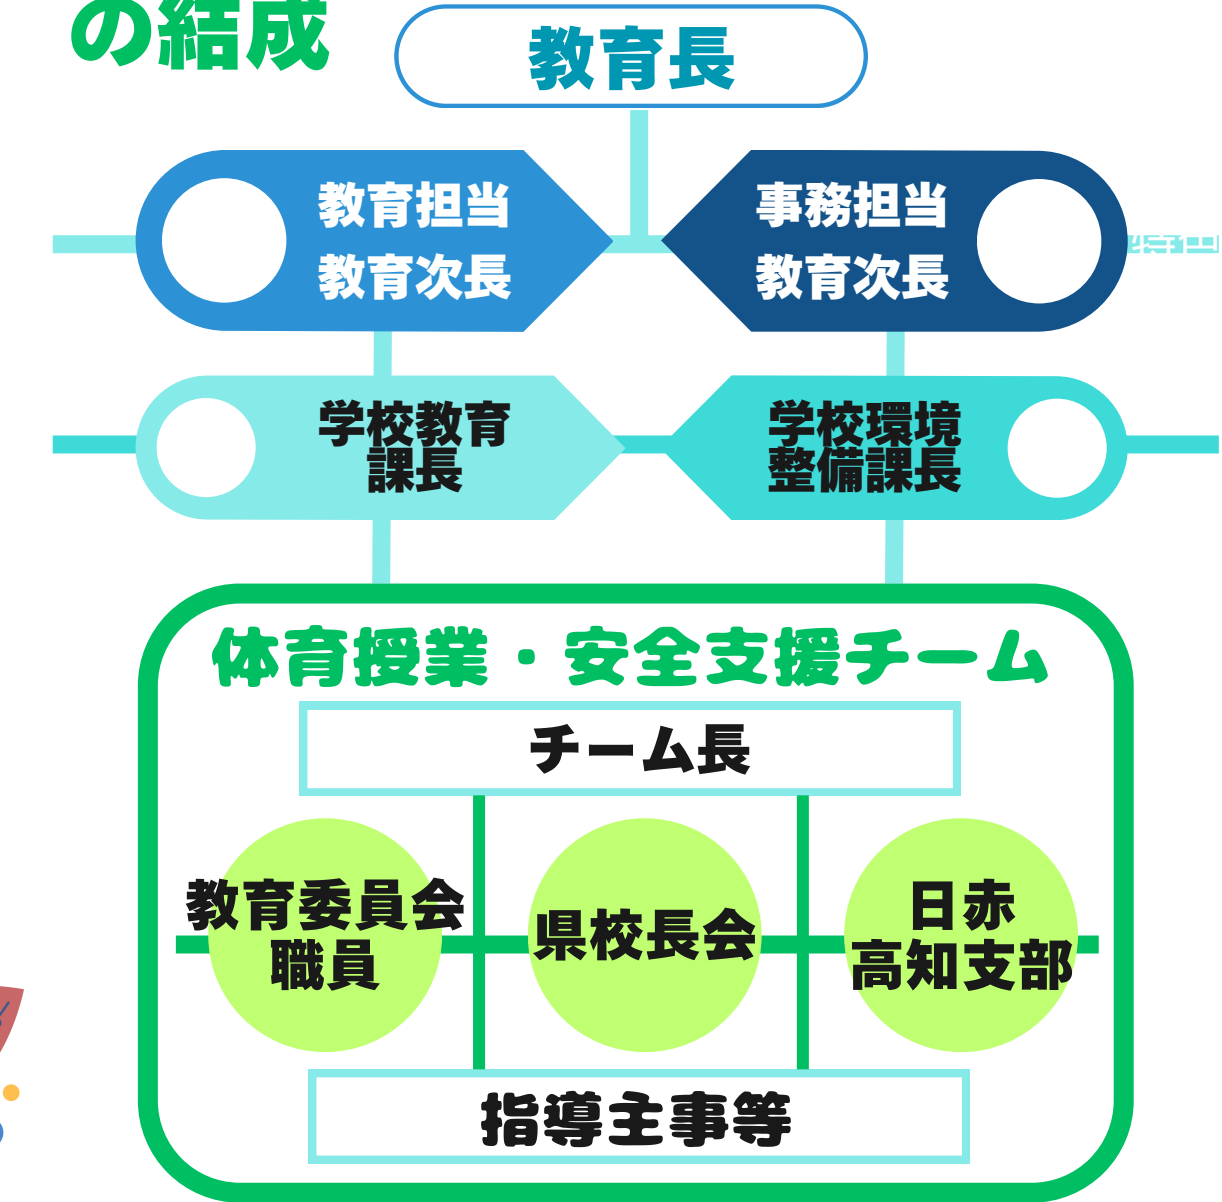 の結成
教育長
教育担当
教育次長
事務担当
教育次長
学校教育
課長
学校環境
整備課長
体育授業・安全支援チーム
チーム長
教育委員会
職員
県校長会
日赤
高知支部
指導主事等